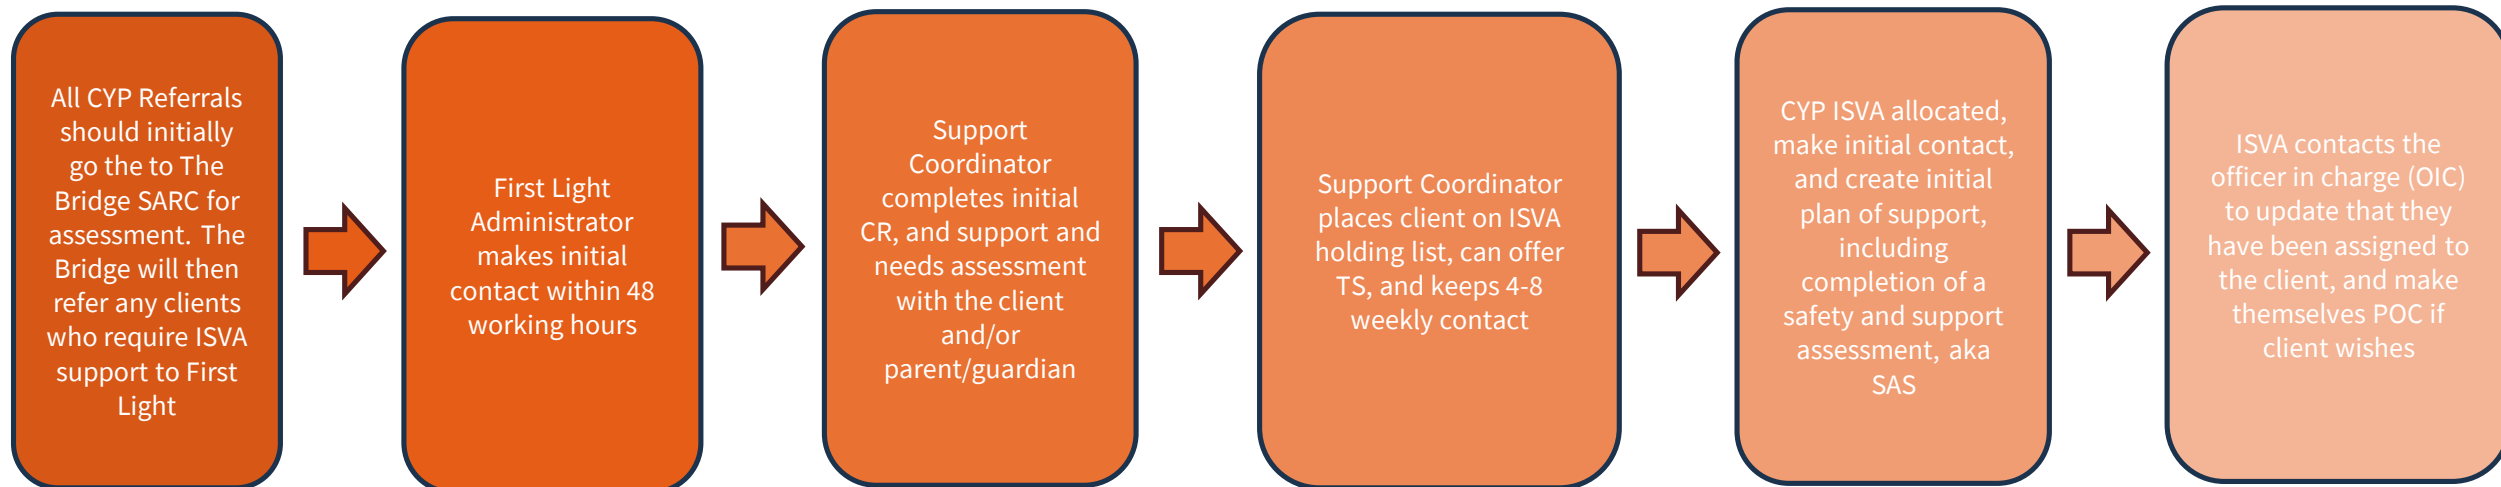 All CYP Referrals
should initially
go the to The
Bridge SARC for
assessment. The
Bridge will then
refer any clients
who require ISVA
support to First
Light
First Light
Administrator
makes initial
contact within 48
working hours
Support
Coordinator
completes initial
CR, and support and
needs assessment
with the client
and/or
parent/guardian
Support Coordinator
places client on ISVA
holding list, can offer
TS, and keeps 4-8
weekly contact
CYP ISVA allocated,
make initial contact,
and create initial
plan of support,
including
completion of a
safety and support
assessment, aka
SAS
ISVA contacts the
officer in charge (OIC)
to update that they
have been assigned to
the client, and make
themselves POC if
client wishes